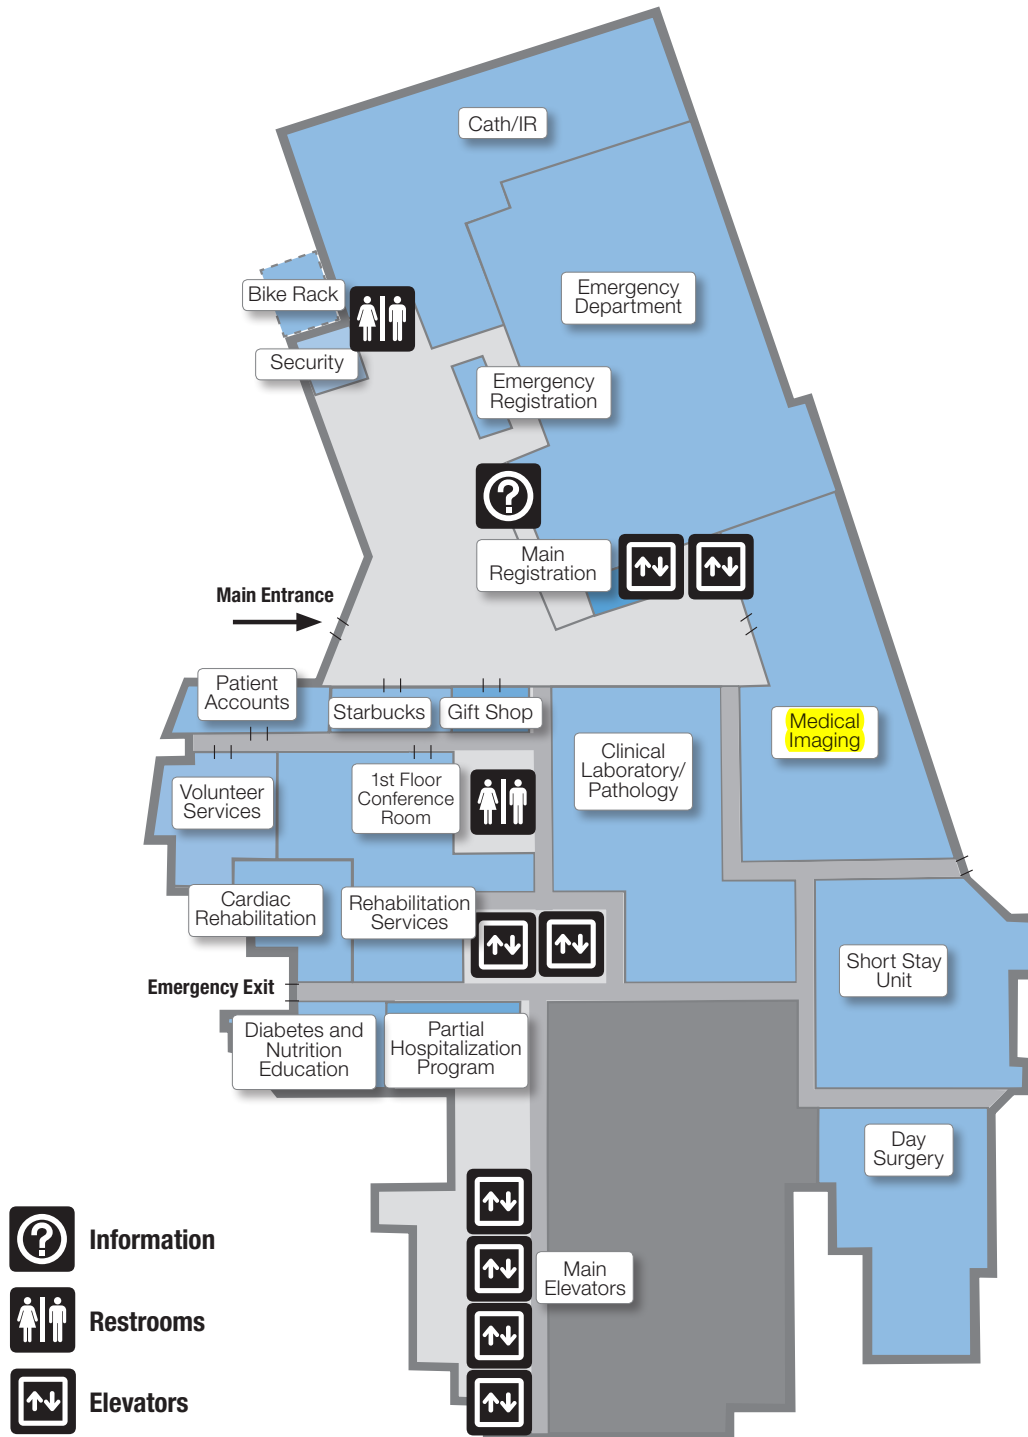 Cath/IR
Bike Rack
Emergency
Department
Security
Emergency
Registration
Main
Registration
Main Entrance
Patient
Accounts
Starbucks
Gift Shop
Medical
Imaging
Clinical
Laboratory/
Pathology
Volunteer
Services
1st Floor
Conference
Room
Cardiac
Rehabilitation
Rehabilitation
Services
Short Stay
Unit
Emergency Exit
Diabetes and
Nutrition
Education
Partial
Hospitalization
Program
Day
Surgery
Main
Elevators
Information
Restrooms
Elevators